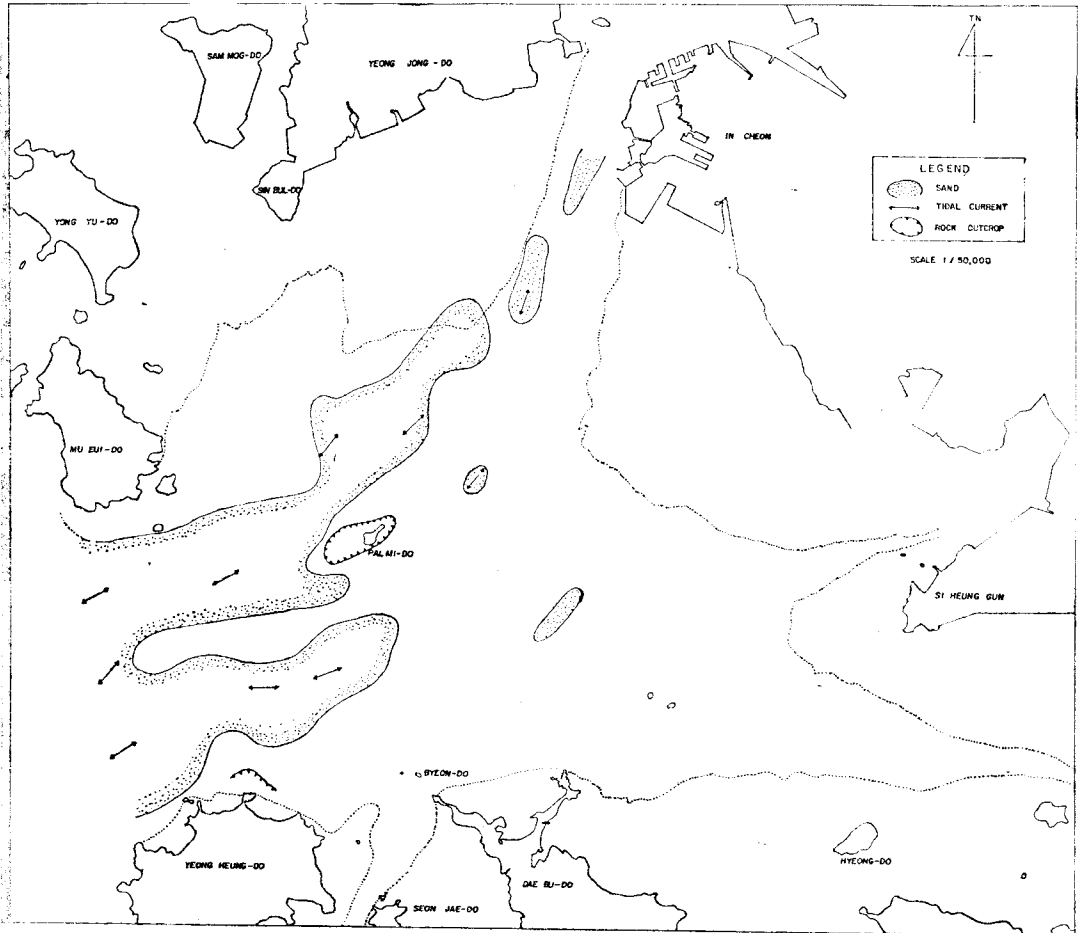 TN
SAM MOG-DO
YEONG JONG-DO
IN CHEON
LEGEND
SAND
TIDAL CURRENT
ROCK OUTCROP
SCALE 1 / 50,000
SIN BUL-DO
YONG YU-DO
MU EUI-DO
PAL MI-DO
SI HEUNG GUN
BYEON-DO
YEONG HEUNG-DO
SEON JAE-DO
DAE BU-DO
HYEONG-DO